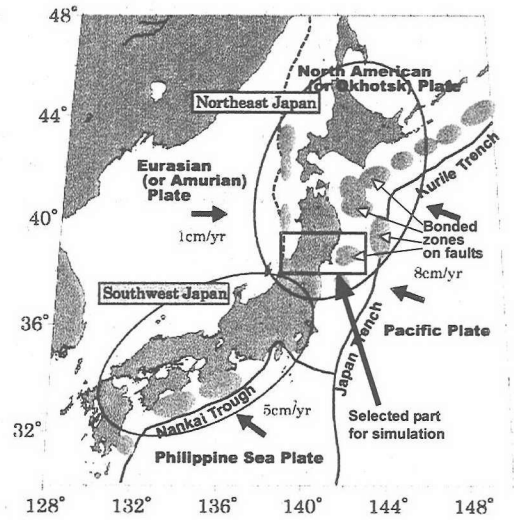 48°
44°
40°
36°
32°
128°
132°
136°
140°
144°
148°
North American
(or Okhotsk) Plate
Northeast Japan
Eurasian
(or Amurian)
Plate
1cm/yr
Kurile Trench
Bonded
zones
on faults
8cm/yr
Southwest Japan
Pacific Plate
Japan Trench
Nankai Trough
5cm/yr
Selected part
for simulation
Philippine Sea Plate